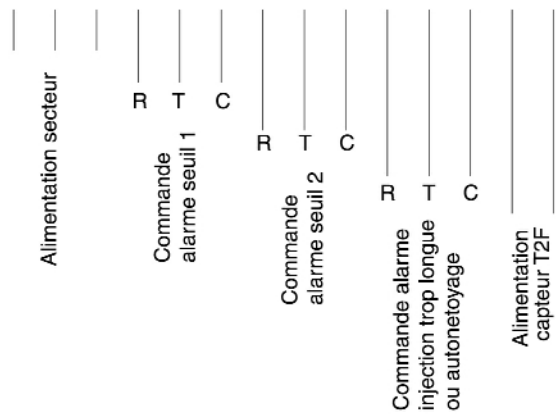 Alimentation secteur
R T C
Commande
alarme seuil 1
R T C
Commande
alarme seuil 2
R T C
Commande alarme
injection trop longue
ou autonetoyage
Alimentation
capteur T2F